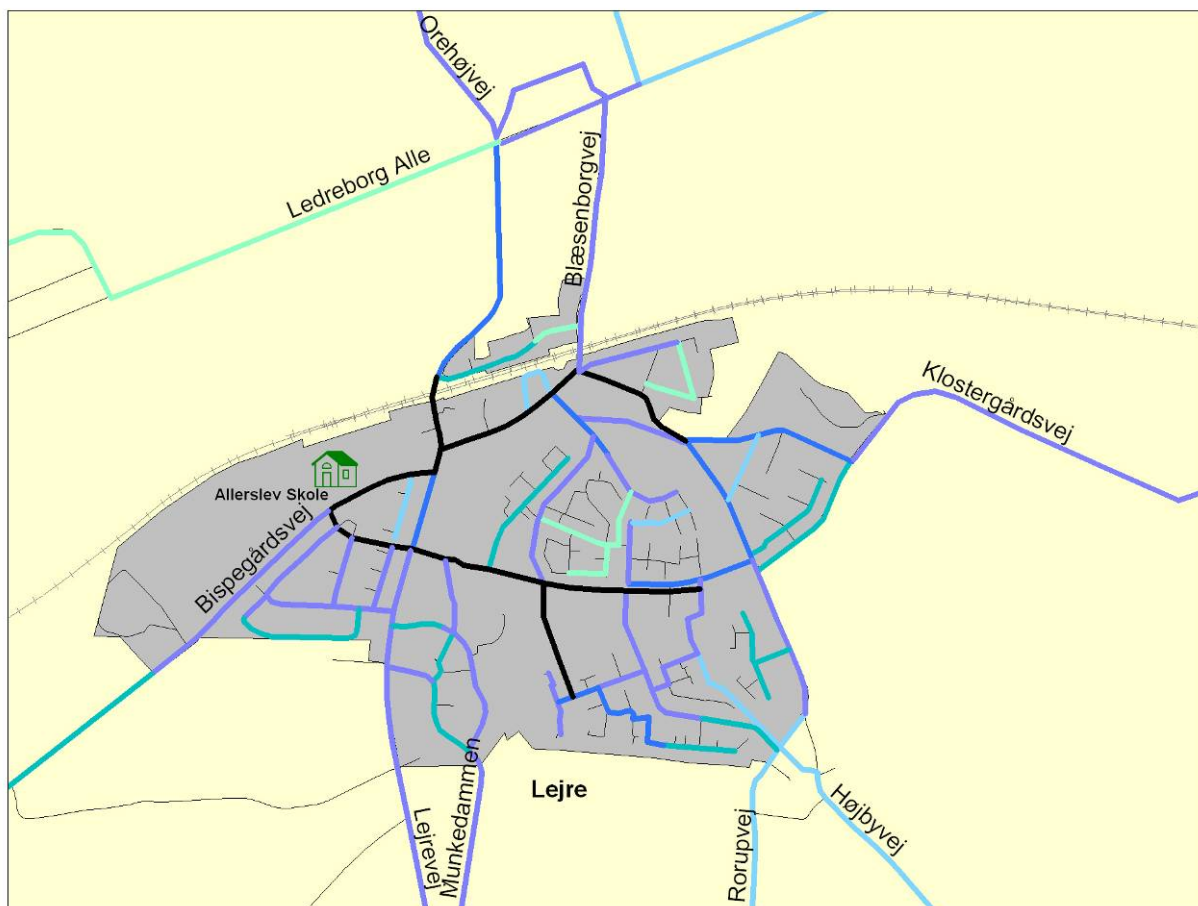 Orehøjvej
Ledreborg Alle
Blæsenborgvej
Klostergårdsvej
Allerslev Skole
Bispegårdsvej
Lejre
Lejrevej
Munkedammen
Rorupvej
Højbyvej